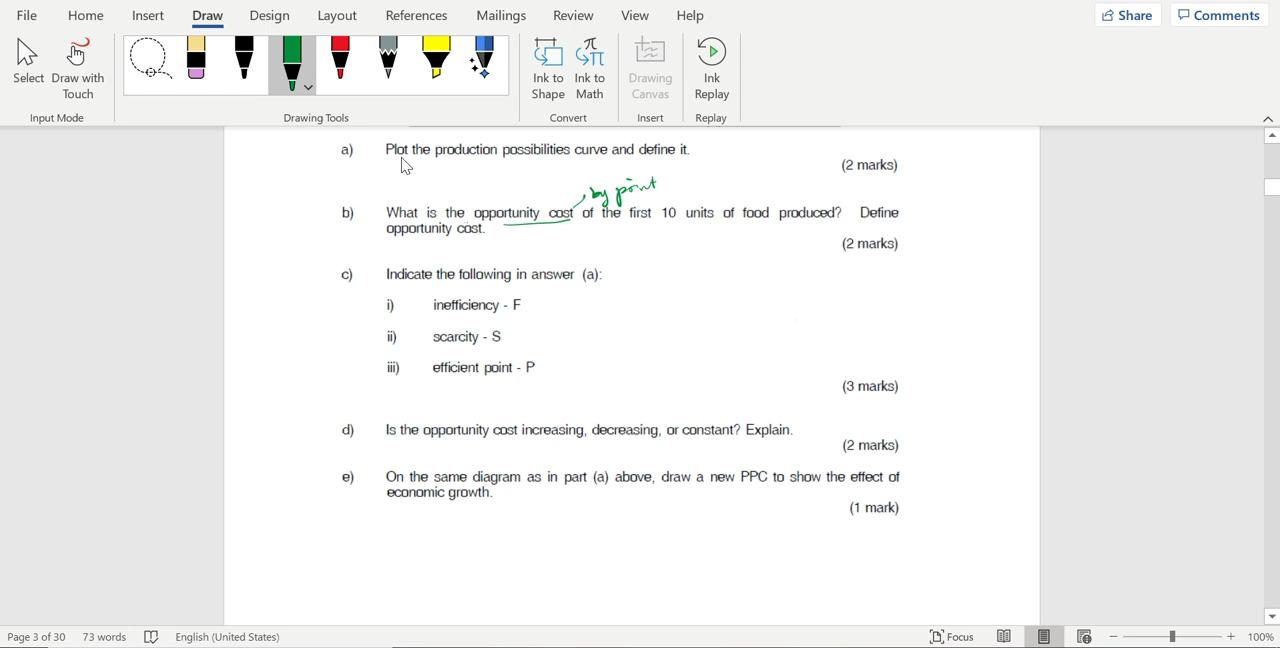 File Home Insert Draw Design Layout References Mailings Review View Help Share Comments
Select
Draw with Touch
Ink to Shape
Ink to Math
Drawing Canvas
Ink Replay
Input Mode Drawing Tools Convert Insert Replay
a) Plot the production possibilities curve and define it.
(2 marks)
by point
b) What is the opportunity cost of the first 10 units of food produced? Define
opportunity cost.
(2 marks)
c) Indicate the following in answer (a):
i) inefficiency - F
ii) scarcity - S
iii) efficient point - P
(3 marks)
d) Is the opportunity cost increasing, decreasing, or constant? Explain.
(2 marks)
e) On the same diagram as in part (a) above, draw a new PPC to show the effect of
economic growth.
(1 mark)
Page 3 of 30 73 words English (United States) Focus 100%